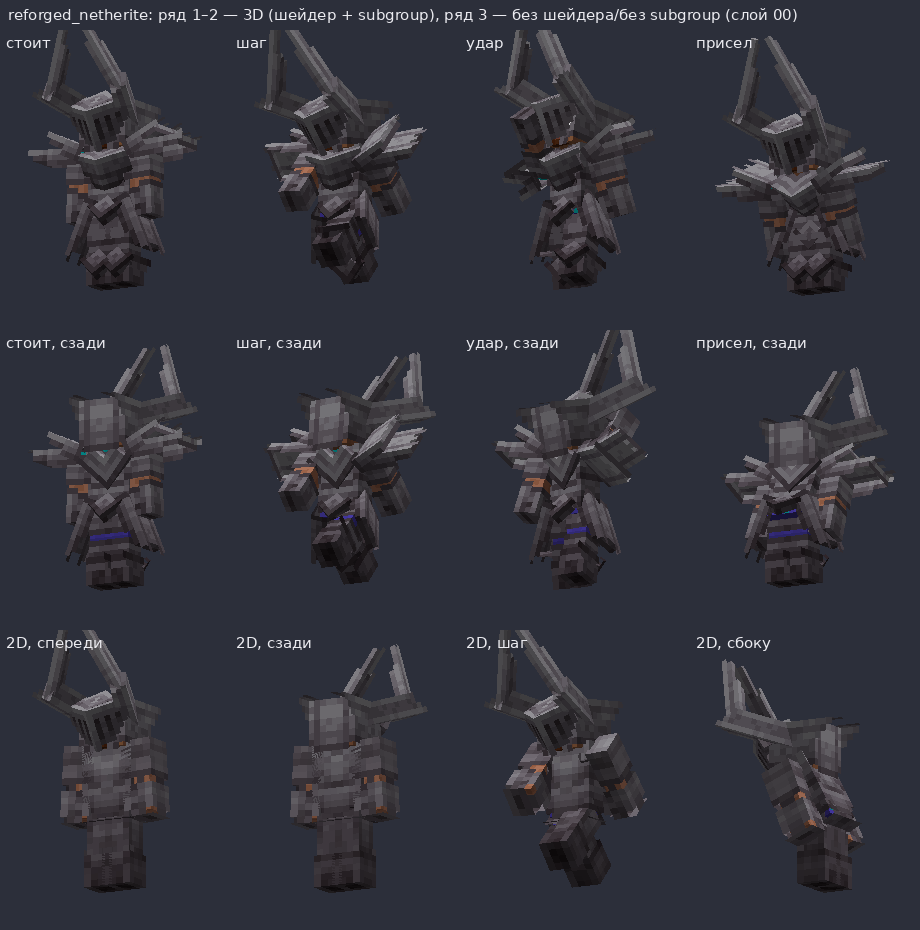 reforged_netherite: ряд 1–2 — 3D (шейдер + subgroup), ряд 3 — без шейдера/без subgroup (слой 00)
стоит
шаг
удар
присел
стоит, сзади
шаг, сзади
удар, сзади
присел, сзади
2D, спереди
2D, сзади
2D, шаг
2D, сбоку